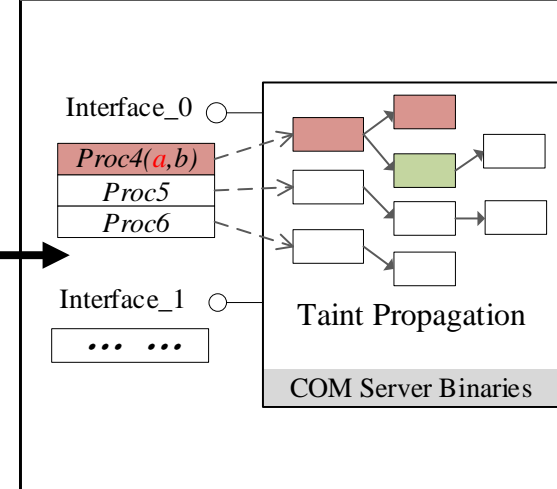 Interface_0
Proc4(a,b)
Proc5
Proc6
Interface_1
... ...
Taint Propagation
COM Server Binaries